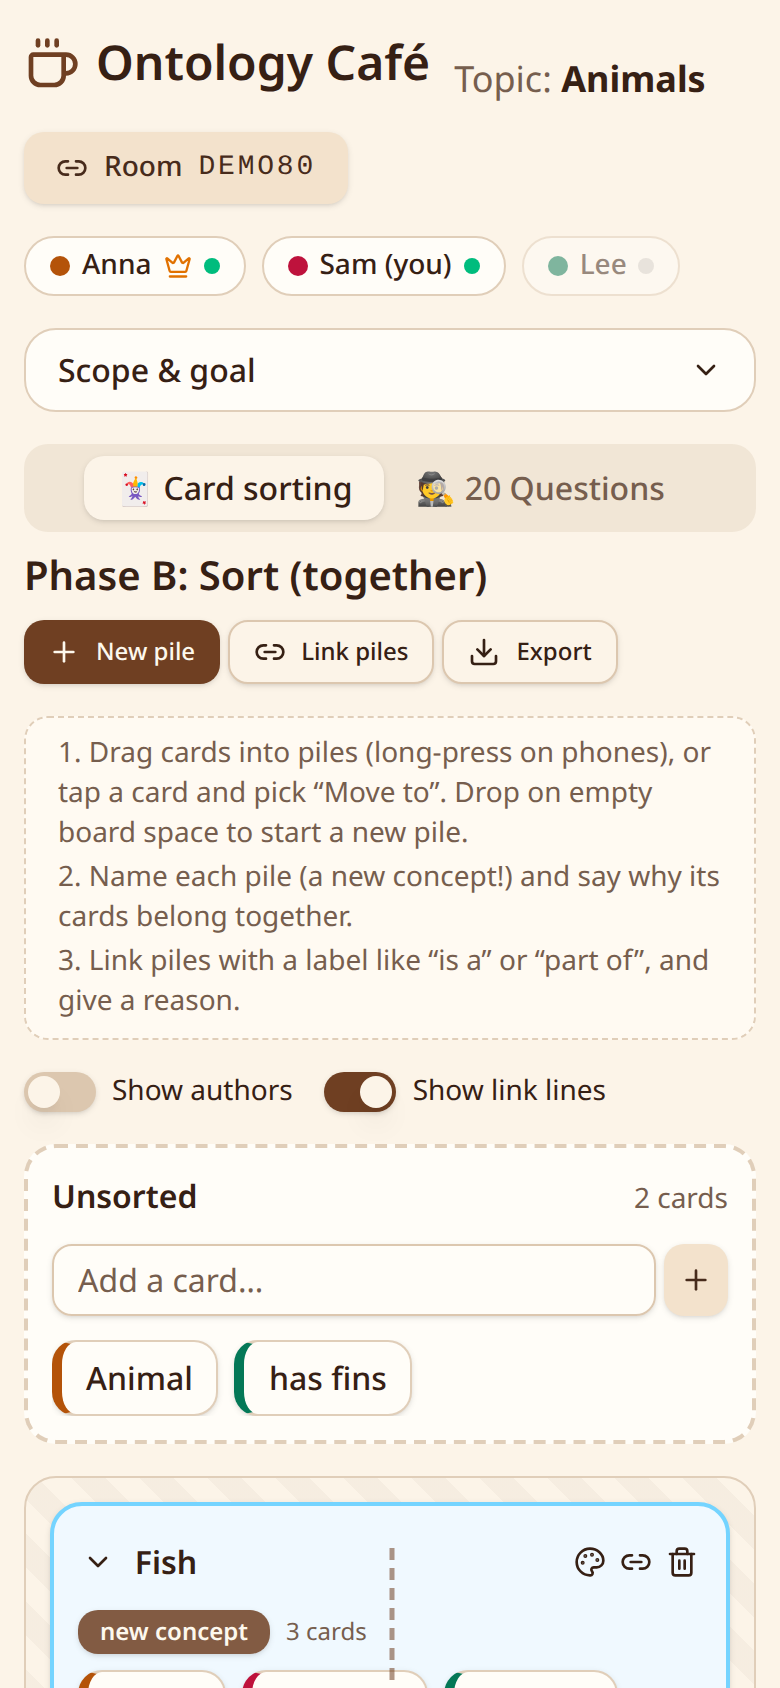 Ontology Café Topic: Animals
Room DEMO80
Anna Sam (you) Lee
Scope & goal
Card sorting 20 Questions
Phase B: Sort (together)
New pile Link piles Export
1. Drag cards into piles (long-press on phones), or
tap a card and pick “Move to”. Drop on empty
board space to start a new pile.
2. Name each pile (a new concept!) and say why its
cards belong together.
3. Link piles with a label like “is a” or “part of”, and
give a reason.
Show authors Show link lines
Unsorted 2 cards
Add a card...
Animal has fins
Fish
new concept 3 cards